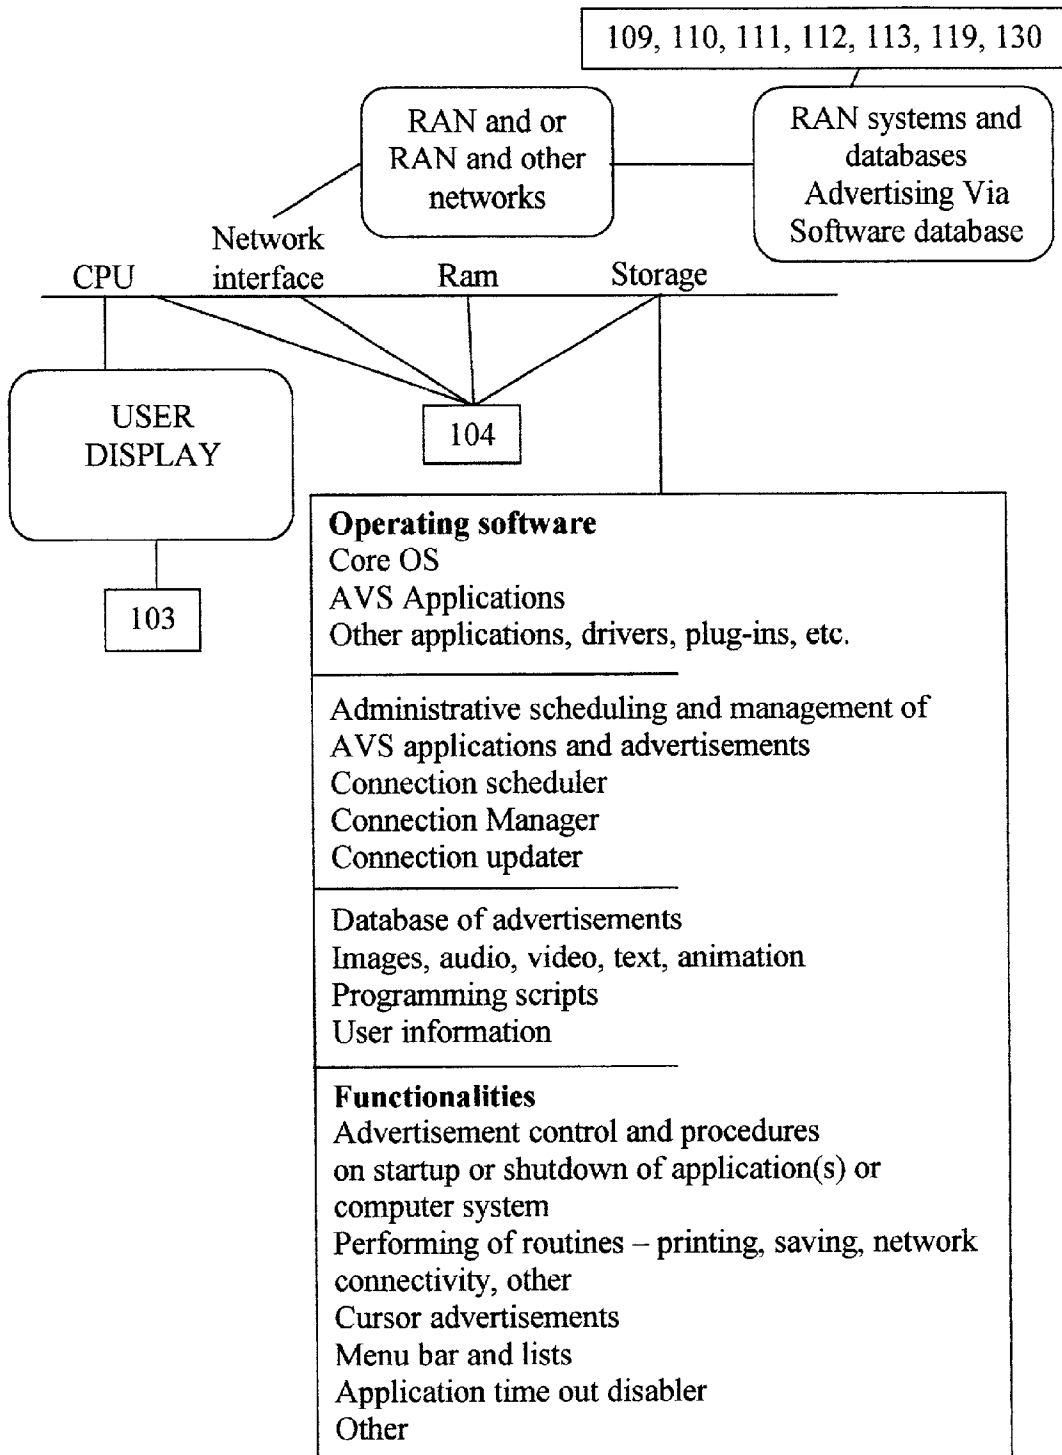 109, 110, 111, 112, 113, 119, 130
RAN and or
RAN and other
networks
RAN systems and
databases
Advertising Via
Software database
Network
interface
CPU
Ram
Storage
USER
DISPLAY
104
103
Operating software
Core OS
AVS Applications
Other applications, drivers, plug-ins, etc.
Administrative scheduling and management of
AVS applications and advertisements
Connection scheduler
Connection Manager
Connection updater
Database of advertisements
Images, audio, video, text, animation
Programming scripts
User information
Functionalities
Advertisement control and procedures
on startup or shutdown of application(s) or
computer system
Performing of routines – printing, saving, network
connectivity, other
Cursor advertisements
Menu bar and lists
Application time out disabler
Other